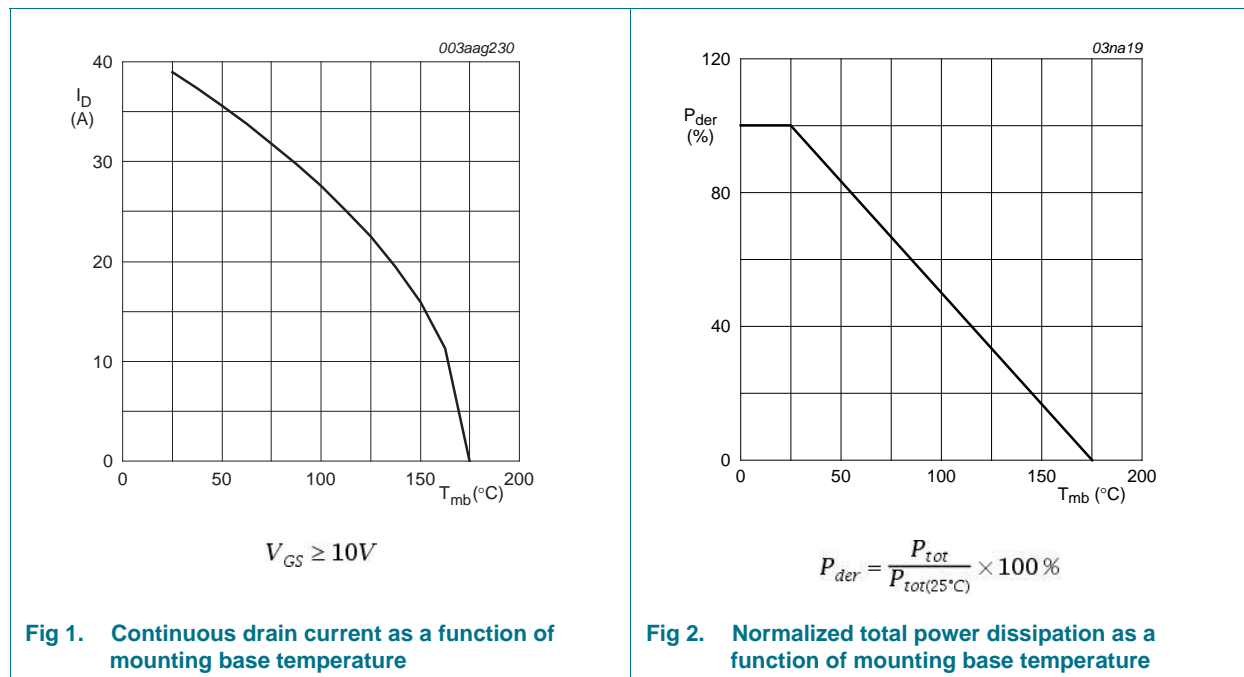 003aag230
40
30
20
10
0
I_D
(A)
0
50
100
150
200
T_mb (°C)
V_GS ≥ 10V
Fig 1. Continuous drain current as a function of
mounting base temperature
03na19
120
80
40
0
P_der
(%)
0
50
100
150
200
T_mb (°C)
P_der = P_tot / P_tot(25°C) × 100 %
Fig 2. Normalized total power dissipation as a
function of mounting base temperature